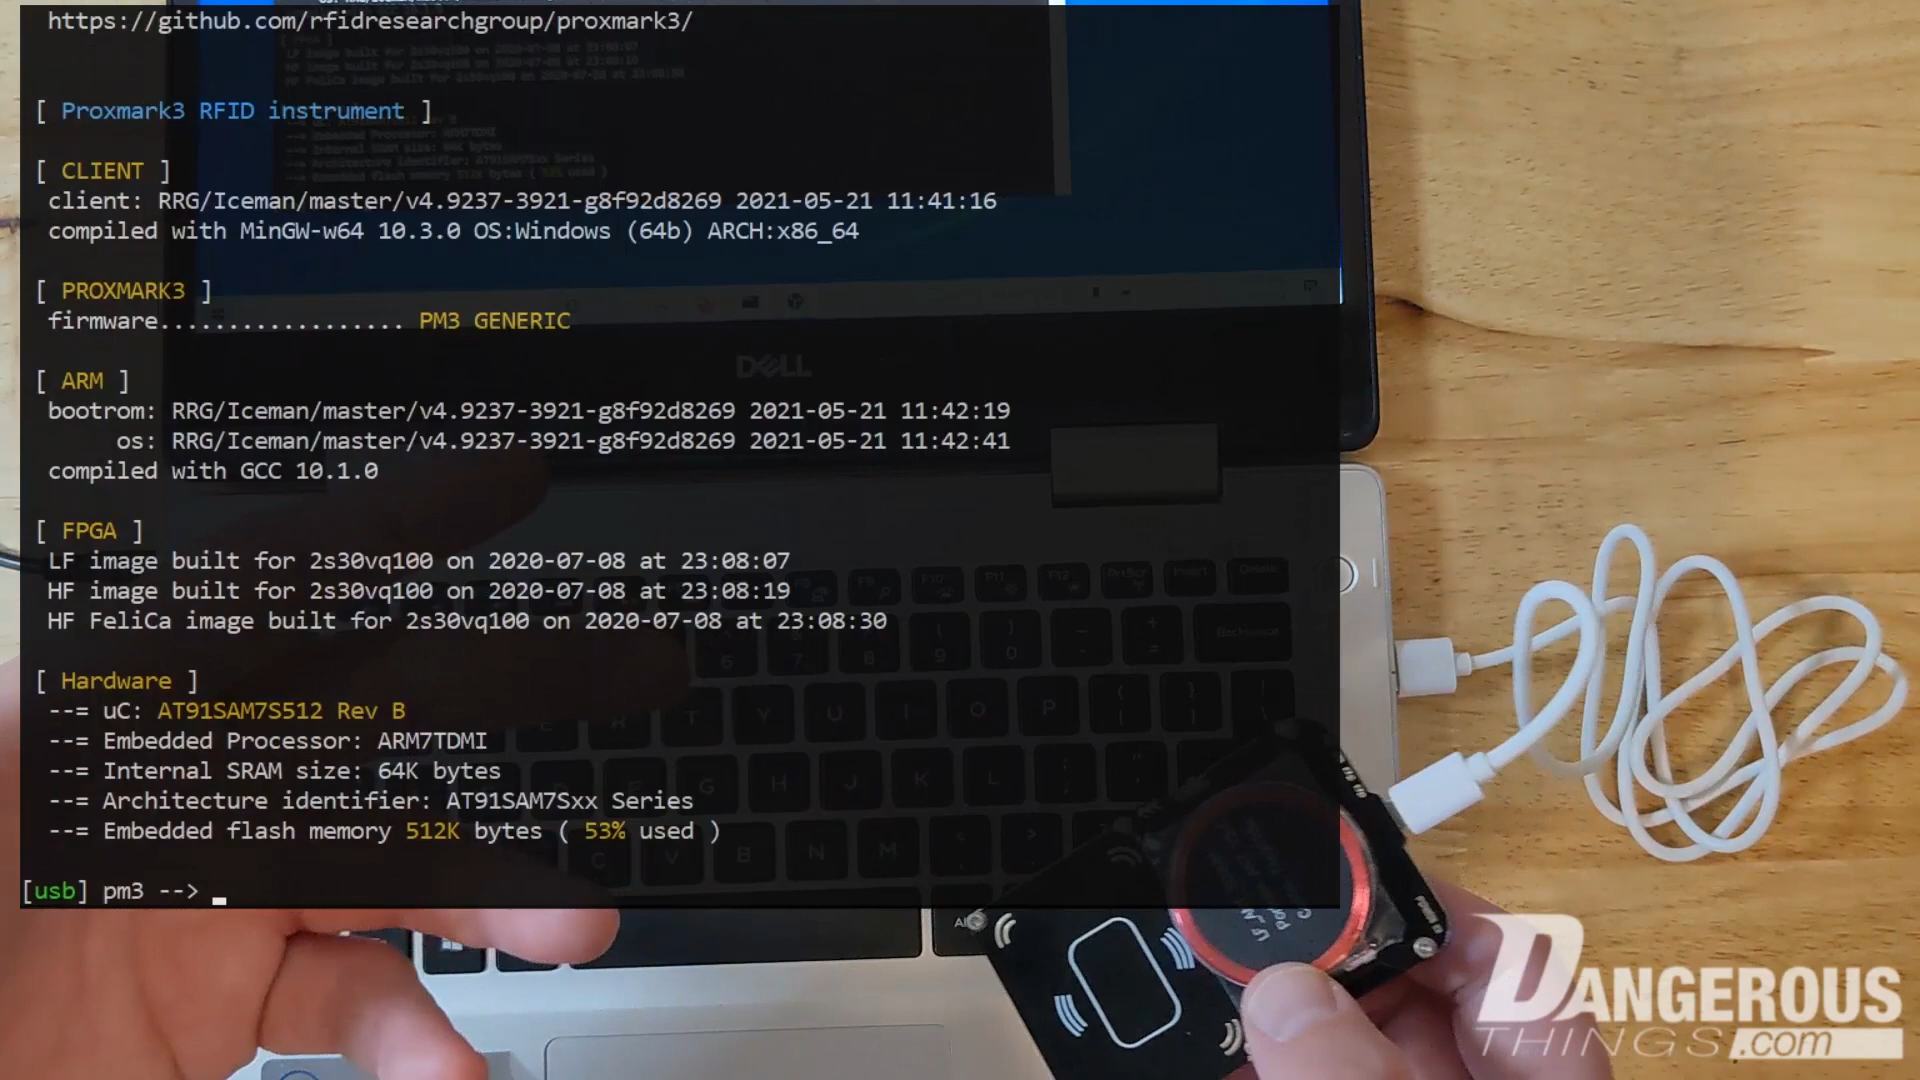 https://github.com/rfidresearchgroup/proxmark3/
[ Proxmark3 RFID instrument ]
[ CLIENT ]
client: RRG/Iceman/master/v4.9237-3921-g8f92d8269 2021-05-21 11:41:16
compiled with MinGW-w64 10.3.0 OS:Windows (64b) ARCH:x86_64
[ PROXMARK3 ]
firmware.................. PM3 GENERIC
[ ARM ]
bootrom: RRG/Iceman/master/v4.9237-3921-g8f92d8269 2021-05-21 11:42:19
os: RRG/Iceman/master/v4.9237-3921-g8f92d8269 2021-05-21 11:42:41
compiled with GCC 10.1.0
[ FPGA ]
LF image built for 2s30vq100 on 2020-07-08 at 23:08:07
HF image built for 2s30vq100 on 2020-07-08 at 23:08:19
HF FeliCa image built for 2s30vq100 on 2020-07-08 at 23:08:30
[ Hardware ]
--= uC: AT91SAM7S512 Rev B
--= Embedded Processor: ARM7TDMI
--= Internal SRAM size: 64K bytes
--= Architecture identifier: AT91SAM7Sxx Series
--= Embedded flash memory 512K bytes ( 53% used )
[usb] pm3 -->
DELL
DANGEROUS
THINGS.com